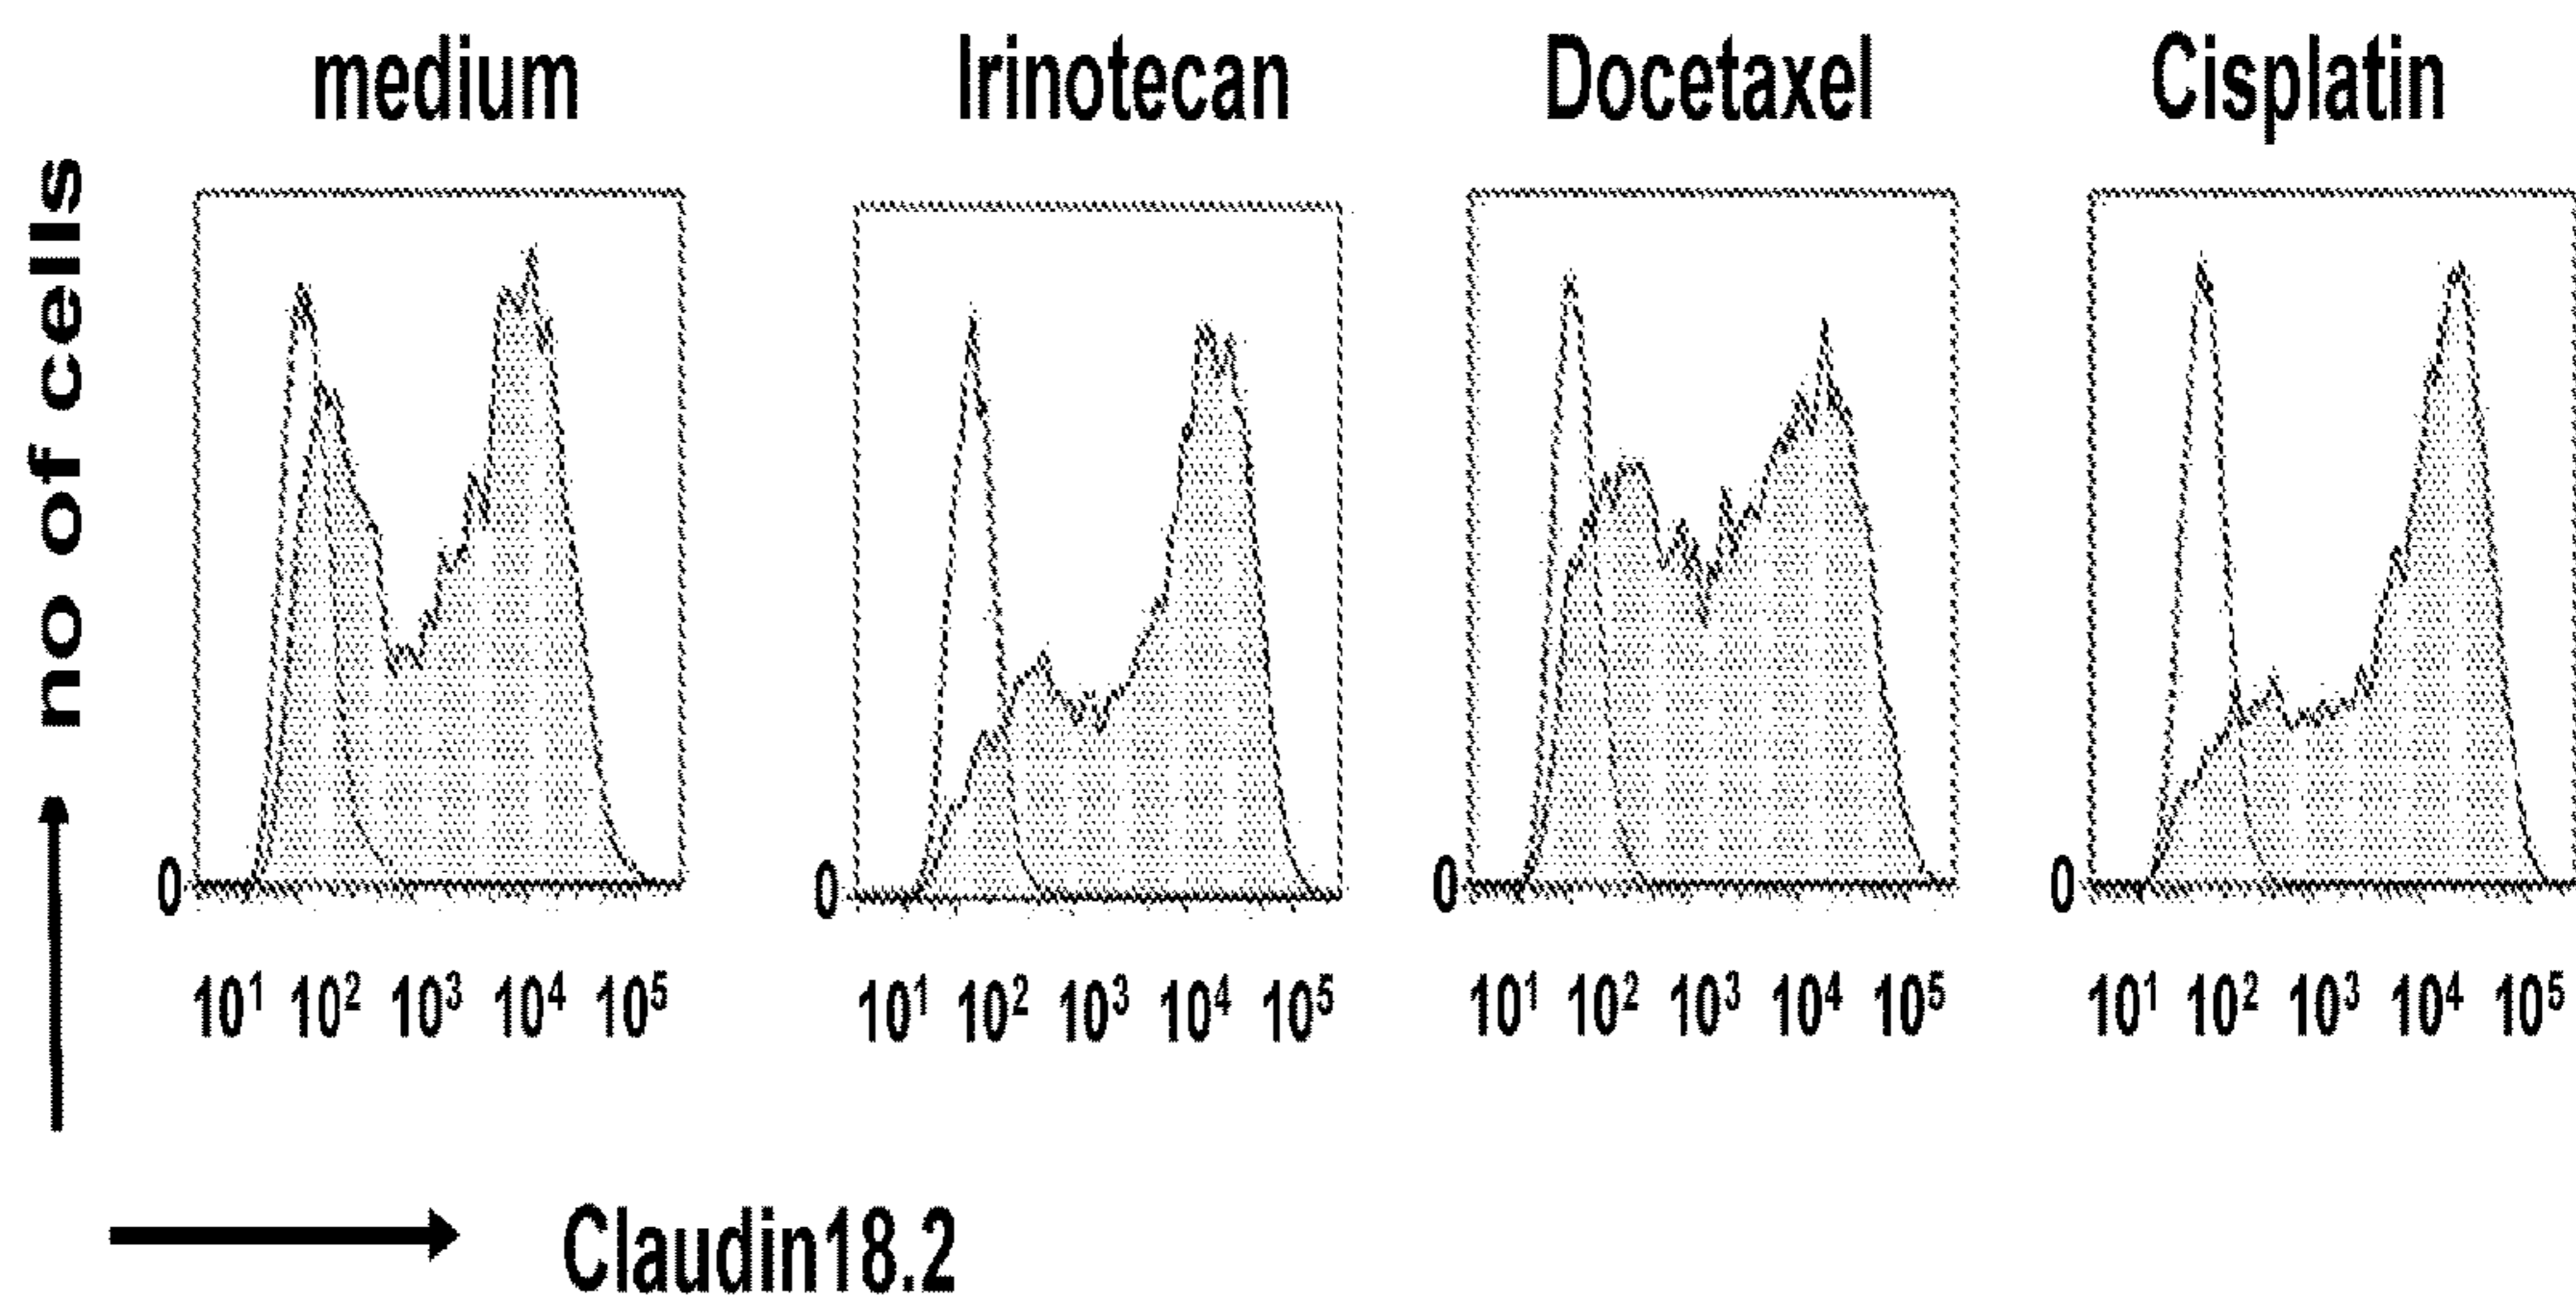 medium Irinotecan Docetaxel Cisplatin
no of cells
0 0 0 0
10¹ 10² 10³ 10⁴ 10⁵ 10¹ 10² 10³ 10⁴ 10⁵ 10¹ 10² 10³ 10⁴ 10⁵ 10¹ 10² 10³ 10⁴ 10⁵
Claudin18.2